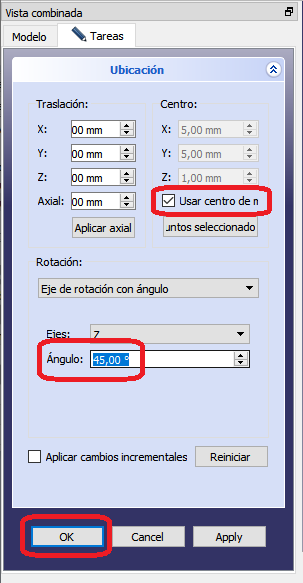 Vista combinada
Modelo Tareas
Ubicación
Traslación: Centro:
X: 00 mm X: 5,00 mm
Y: 00 mm Y: 5,00 mm
Z: 00 mm Z: 1,00 mm
Axial: 00 mm Usar centro de m
Aplicar axial untos seleccionado
Rotación:
Eje de rotación con ángulo
Ejes: Z
Ángulo: 45,00 °
Aplicar cambios incrementales Reiniciar
OK Cancel Apply